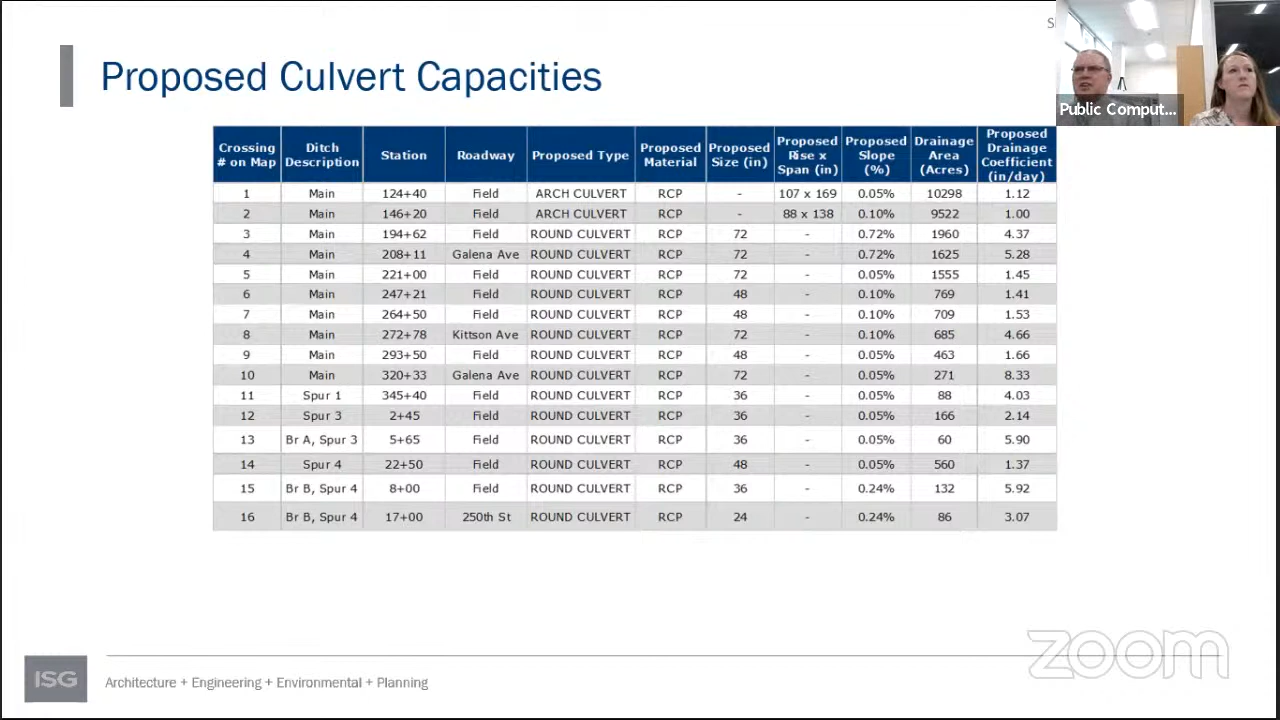 Proposed Culvert Capacities
Public Comput...
Crossing # on Map | Ditch Description | Station | Roadway | Proposed Type | Proposed Material | Proposed Size (in) | Proposed Rise x Span (in) | Proposed Slope (%) | Drainage Area (Acres) | Proposed Drainage Coefficient (in/day)
1 | Main | 124+40 | Field | ARCH CULVERT | RCP | - | 107 x 169 | 0.05% | 10298 | 1.12
2 | Main | 146+20 | Field | ARCH CULVERT | RCP | - | 88 x 138 | 0.10% | 9522 | 1.00
3 | Main | 194+62 | Field | ROUND CULVERT | RCP | 72 | - | 0.72% | 1960 | 4.37
4 | Main | 208+11 | Galena Ave | ROUND CULVERT | RCP | 72 | - | 0.72% | 1625 | 5.28
5 | Main | 221+00 | Field | ROUND CULVERT | RCP | 72 | - | 0.05% | 1555 | 1.45
6 | Main | 247+21 | Field | ROUND CULVERT | RCP | 48 | - | 0.10% | 769 | 1.41
7 | Main | 264+50 | Field | ROUND CULVERT | RCP | 48 | - | 0.10% | 709 | 1.53
8 | Main | 272+78 | Kittson Ave | ROUND CULVERT | RCP | 72 | - | 0.10% | 685 | 4.66
9 | Main | 293+50 | Field | ROUND CULVERT | RCP | 48 | - | 0.05% | 463 | 1.66
10 | Main | 320+33 | Galena Ave | ROUND CULVERT | RCP | 72 | - | 0.05% | 271 | 8.33
11 | Spur 1 | 345+40 | Field | ROUND CULVERT | RCP | 36 | - | 0.05% | 88 | 4.03
12 | Spur 3 | 2+45 | Field | ROUND CULVERT | RCP | 36 | - | 0.05% | 166 | 2.14
13 | Br A, Spur 3 | 5+65 | Field | ROUND CULVERT | RCP | 36 | - | 0.05% | 60 | 5.90
14 | Spur 4 | 22+50 | Field | ROUND CULVERT | RCP | 48 | - | 0.05% | 560 | 1.37
15 | Br B, Spur 4 | 8+00 | Field | ROUND CULVERT | RCP | 36 | - | 0.24% | 132 | 5.92
16 | Br B, Spur 4 | 17+00 | 250th St | ROUND CULVERT | RCP | 24 | - | 0.24% | 86 | 3.07
zoom
ISG
Architecture + Engineering + Environmental + Planning